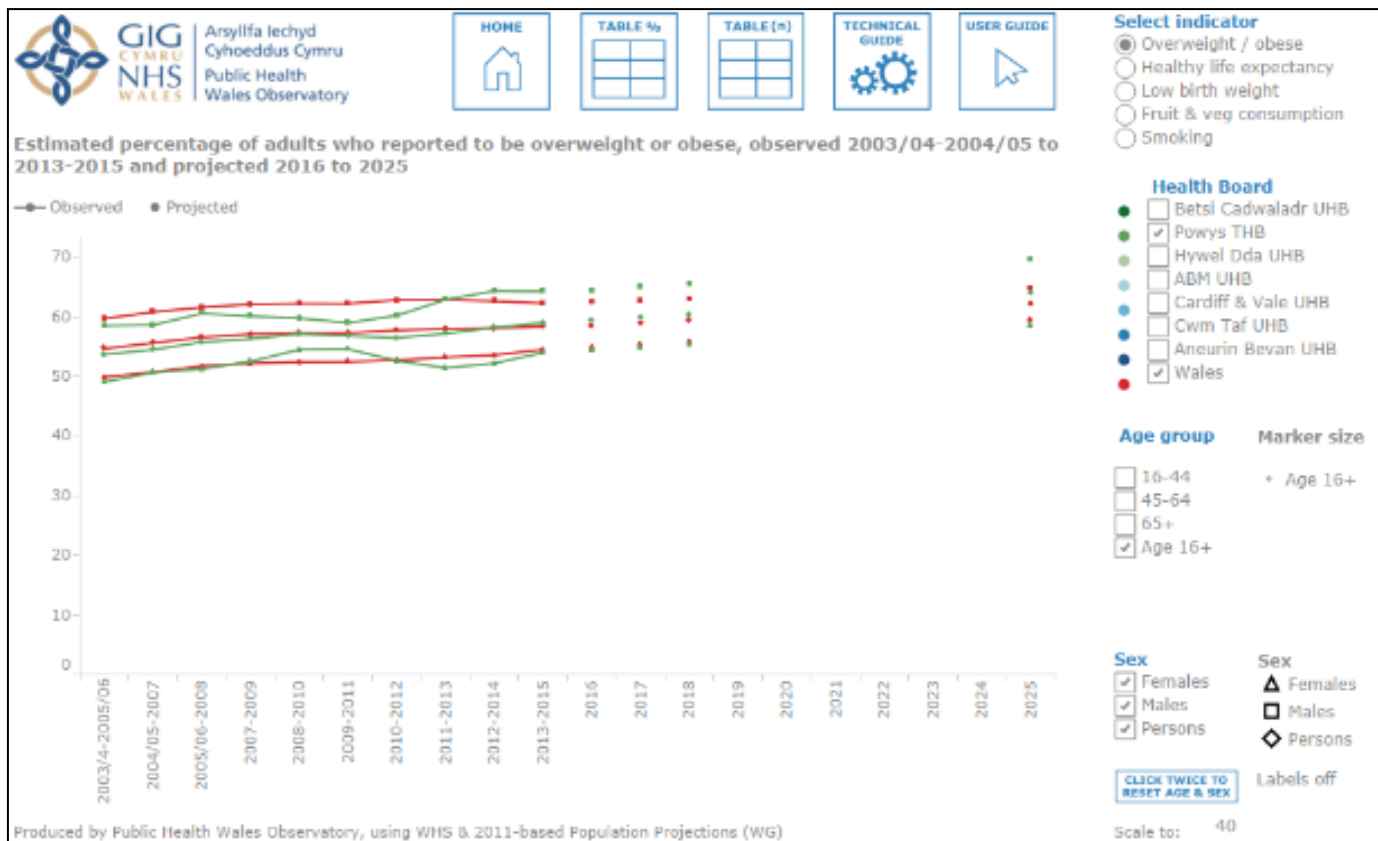 GIG
CYMRU
NHS
WALES
Arsyllfa Iechyd
Cyhoeddus Cymru
Public Health
Wales Observatory
HOME
TABLE %
TABLE (n)
TECHNICAL
GUIDE
USER GUIDE
Estimated percentage of adults who reported to be overweight or obese, observed 2003/04-2004/05 to
2013-2015 and projected 2016 to 2025
Observed
Projected
70
60
50
40
30
20
10
0
2003/4-2005/06
2004/05-2007
2005/06-2008
2007-2009
2008-2010
2009-2011
2010-2012
2011-2013
2012-2014
2013-2015
2016
2017
2018
2019
2020
2021
2022
2023
2024
2025
Produced by Public Health Wales Observatory, using WHS & 2011-based Population Projections (WG)
Select indicator
Overweight / obese
Healthy life expectancy
Low birth weight
Fruit & veg consumption
Smoking
Health Board
Betsi Cadwaladr UHB
Powys THB
Hywel Dda UHB
ABM UHB
Cardiff & Vale UHB
Cwm Taf UHB
Aneurin Bevan UHB
Wales
Age group
16-44
45-64
65+
Age 16+
Marker size
Age 16+
Sex
Females
Males
Persons
Sex
Females
Males
Persons
CLICK TWICE TO
RESET AGE & SEX
Labels off
Scale to: 40